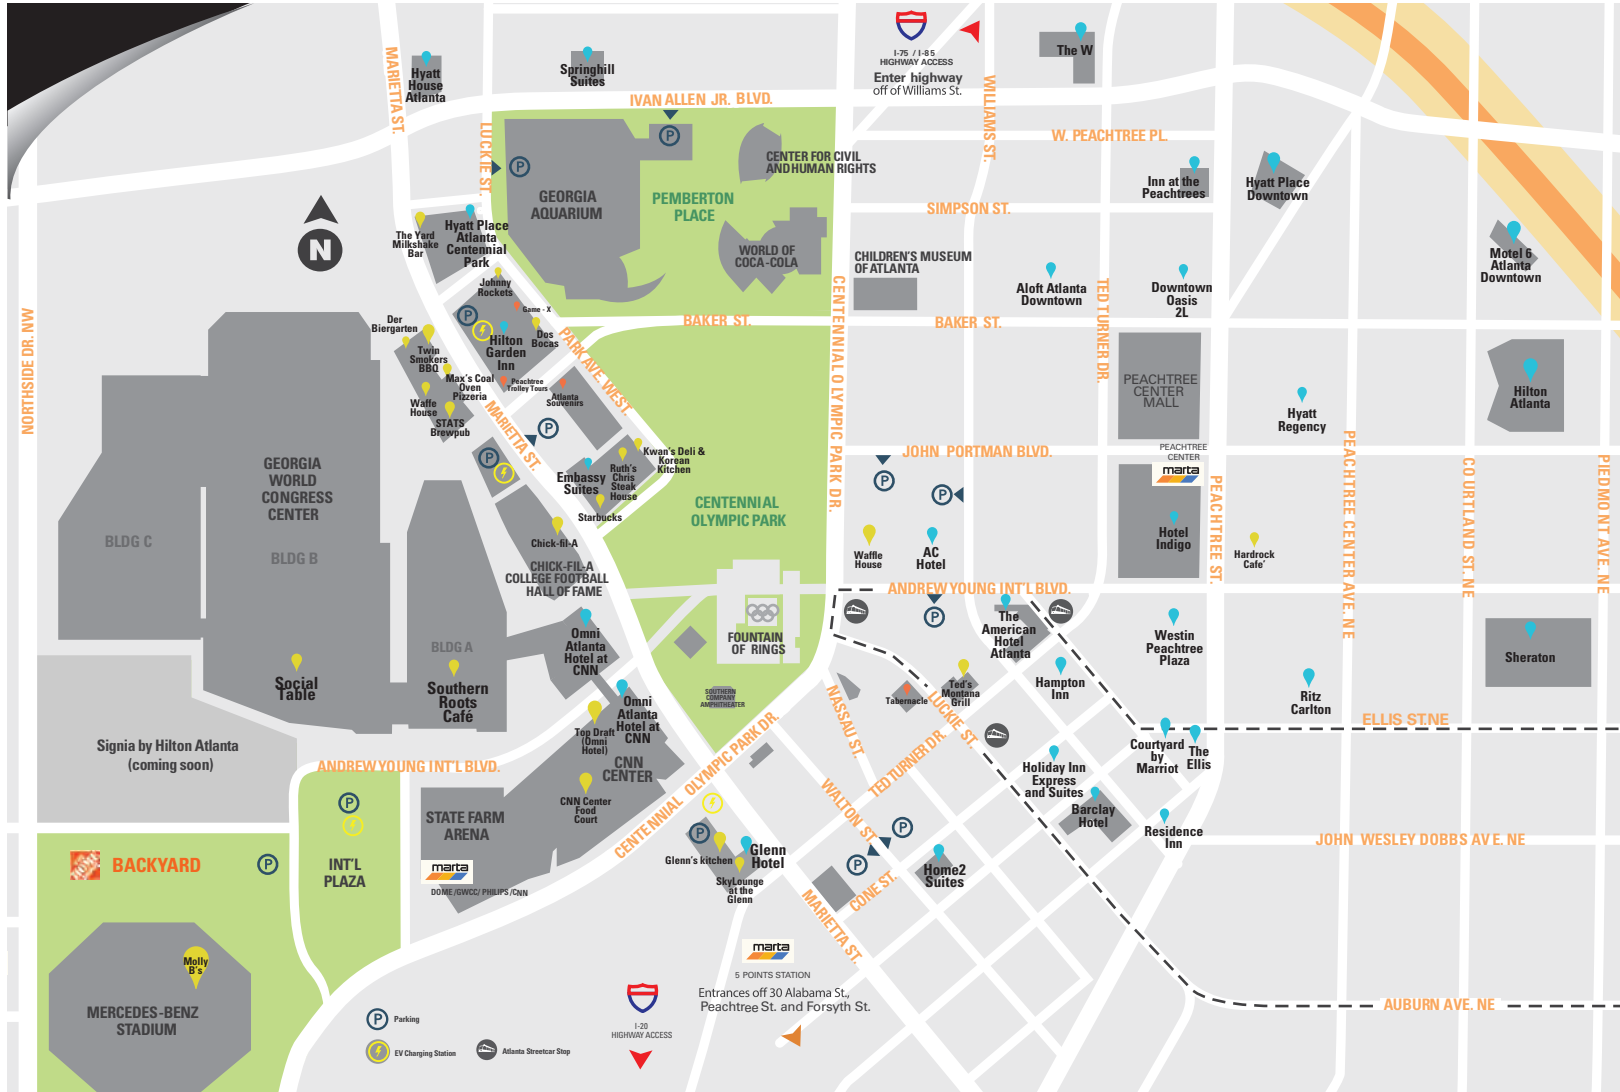 MARIETTA ST.
Hyatt
House
Atlanta
Springhill
Suites
I-75 / I-85
HIGHWAY ACCESS
Enter highway
off of Williams St.
The W
IVAN ALLEN JR. BLVD.
WILLIAMS ST.
W. PEACHTREE PL.
LUCKIE ST.
P
P
CENTER FOR CIVIL
AND HUMAN RIGHTS
GEORGIA
AQUARIUM
PEMBERTON
PLACE
Inn at the
Peachtrees
Hyatt Place
Downtown
SIMPSON ST.
N
The Yard
Milkshake
Bar
Hyatt Place
Atlanta
Centennial
Park
WORLD OF
COCA-COLA
CHILDREN'S MUSEUM
OF ATLANTA
Aloft Atlanta
Downtown
Downtown
Oasis
2L
Motel 6
Atlanta
Downtown
Johnny
Rockets
Game - X
P
Hilton
Garden
Inn
Dos
Bocas
BAKER ST.
BAKER ST.
CENTENNIAL OLYMPIC PARK DR.
TED TURNER DR.
NORTHSIDE DR. NW
Der
Biergarten
Twin
Smokers
BBQ
Max's Coal
Oven
Pizzeria
Waffe
House
STATS
Brewpub
Peachtree
Trolley Tours
Atlanta
Souvenirs
PARK AVE. WEST.
MARIETTA ST.
P
P
PEACHTREE
CENTER
MALL
Hyatt
Regency
Hilton
Atlanta
JOHN PORTMAN BLVD.
PEACHTREE
CENTER
marta
Kwan's Deli &
Korean
Kitchen
Ruth's
Chris
Steak
House
Embassy
Suites
Starbucks
GEORGIA
WORLD
CONGRESS
CENTER
BLDG C
BLDG B
CENTENNIAL
OLYMPIC PARK
P
P
Chick-fil-A
CHICK-FIL-A
COLLEGE FOOTBALL
HALL OF FAME
Waffle
House
AC
Hotel
Hotel
Indigo
Hardrock
Cafe'
PEACHTREE ST.
PEACHTREE CENTER AVE. NE
COURTLAND ST. NE
PIEDMONT AVE. NE
ANDREW YOUNG INT'L BLVD.
P
FOUNTAIN
OF RINGS
The
American
Hotel
Atlanta
Westin
Peachtree
Plaza
Sheraton
Hampton
Inn
Ritz
Carlton
BLDG A
Omni
Atlanta
Hotel at
CNN
Social
Table
Southern
Roots
Café
Omni
Atlanta
Hotel at
CNN
SOUTHERN
COMPANY
AMPHITHEATER
Ted's
Montana
Grill
Tabernacle
LUCKIE ST.
NASSAU ST.
ELLIS ST.NE
Signia by Hilton Atlanta
(coming soon)
ANDREW YOUNG INT'L BLVD.
Top Draft
(Omni
Hotel)
CNN
CENTER
CNN Center
Food
Court
CENTENNIAL OLYMPIC PARK DR.
TED TURNER DR.
WALTON ST.
Holiday Inn
Express
and Suites
Courtyard
by
Marriot
The
Ellis
Barclay
Hotel
Residence
Inn
JOHN WESLEY DOBBS AVE. NE
P
STATE FARM
ARENA
marta
DOME /GWCC/ PHILIPS /CNN
INT'L
PLAZA
BACKYARD
P
P
Glenn's kitchen
Glenn
Hotel
SkyLounge
at the
Glenn
P
P
Home2
Suites
CONE ST.
MARIETTA ST.
Molly
B's
MERCEDES-BENZ
STADIUM
marta
5 POINTS STATION
Entrances off 30 Alabama St.,
Peachtree St. and Forsyth St.
I-20
HIGHWAY ACCESS
AUBURN AVE. NE
P Parking
EV Charging Station
Atlanta Streetcar Stop